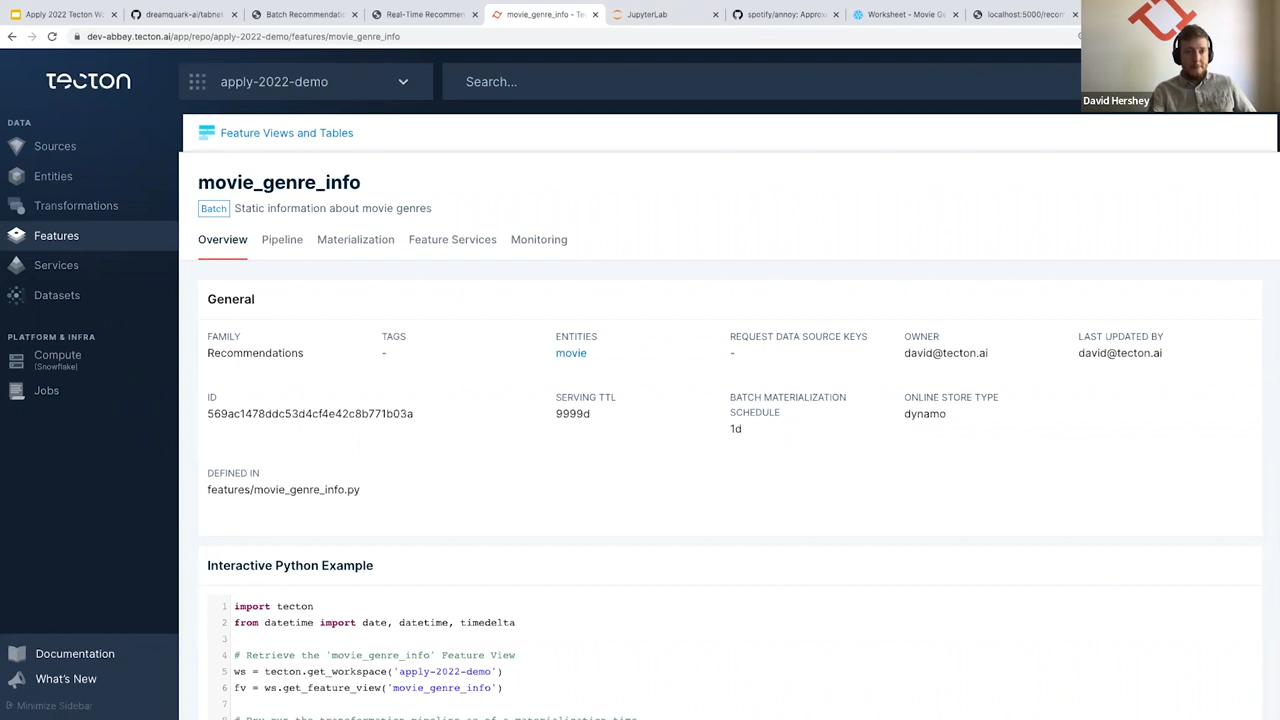 Apply 2022 Tecton Wo
dreamquark-ai/tabnet
Batch Recommendatio
Real-Time Recommen
movie_genre_info - Te
JupyterLab
spotify/annoy: Approx
Worksheet - Movie G
localhost:5000/recom
dev-abbey.tecton.ai/app/repo/apply-2022-demo/features/movie_genre_info
David Hershey
tecton
apply-2022-demo
Search...
DATA
Sources
Entities
Transformations
Features
Services
Datasets
PLATFORM & INFRA
Compute
(Snowflake)
Jobs
Documentation
What's New
Minimize Sidebar
Feature Views and Tables
movie_genre_info
Batch Static information about movie genres
Overview Pipeline Materialization Feature Services Monitoring
General
FAMILY TAGS ENTITIES REQUEST DATA SOURCE KEYS OWNER LAST UPDATED BY
Recommendations - movie - david@tecton.ai david@tecton.ai
ID SERVING TTL BATCH MATERIALIZATION SCHEDULE ONLINE STORE TYPE
569ac1478ddc53d4cf4e42c8b771b03a 9999d 1d dynamo
DEFINED IN
features/movie_genre_info.py
Interactive Python Example
1 import tecton
2 from datetime import date, datetime, timedelta
3
4 # Retrieve the 'movie_genre_info' Feature View
5 ws = tecton.get_workspace('apply-2022-demo')
6 fv = ws.get_feature_view('movie_genre_info')
7